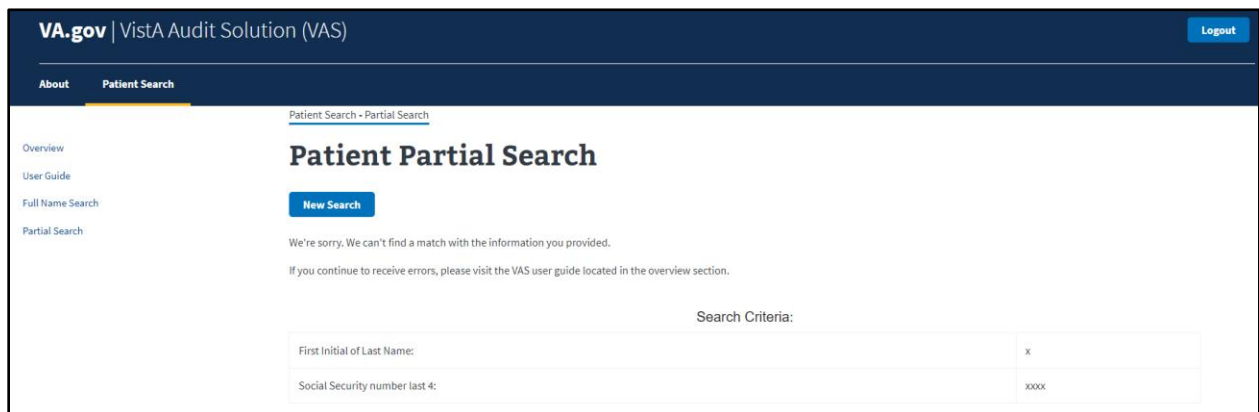 VA.gov | VistA Audit Solution (VAS)
Logout
About Patient Search
Patient Search - Partial Search
Overview
User Guide
Full Name Search
Partial Search
Patient Partial Search
New Search
We're sorry. We can't find a match with the information you provided.
If you continue to receive errors, please visit the VAS user guide located in the overview section.
Search Criteria:
First Initial of Last Name: x
Social Security number last 4: xxxx